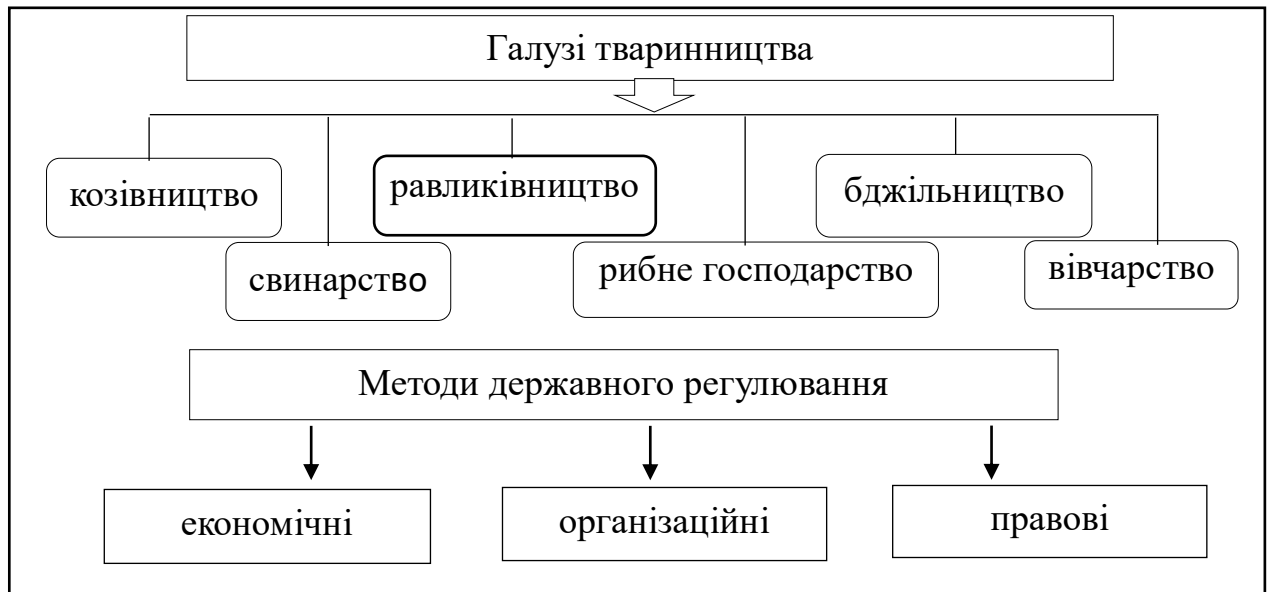 Галузі тваринництва
козівництво
равликівництво
бджільництво
свинарство
рибне господарство
вівчарство
Методи державного регулювання
економічні
організаційні
правові